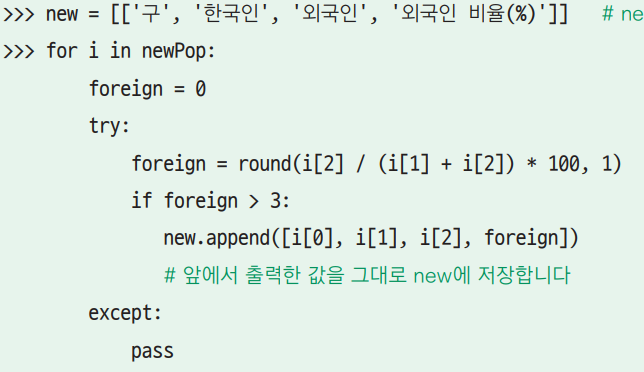 >>> new = [['구', '한국인', '외국인', '외국인 비율(%)']]   # ne
>>> for i in newPop:
        foreign = 0
        try:
            foreign = round(i[2] / (i[1] + i[2]) * 100, 1)
            if foreign > 3:
               new.append([i[0], i[1], i[2], foreign])
               # 앞에서 출력한 값을 그대로 new에 저장합니다
        except:
            pass